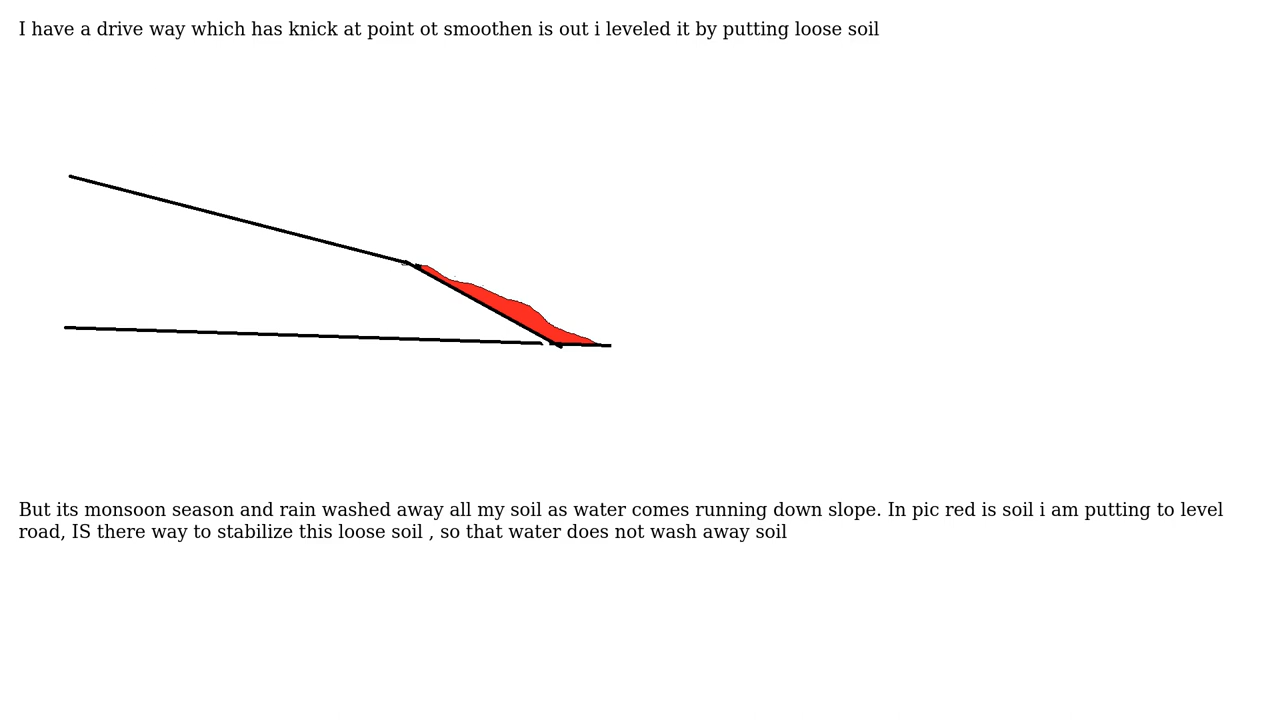 I have a drive way which has knick at point ot smoothen is out i leveled it by putting loose soil
But its monsoon season and rain washed away all my soil as water comes running down slope. In pic red is soil i am putting to level
road, IS there way to stabilize this loose soil , so that water does not wash away soil